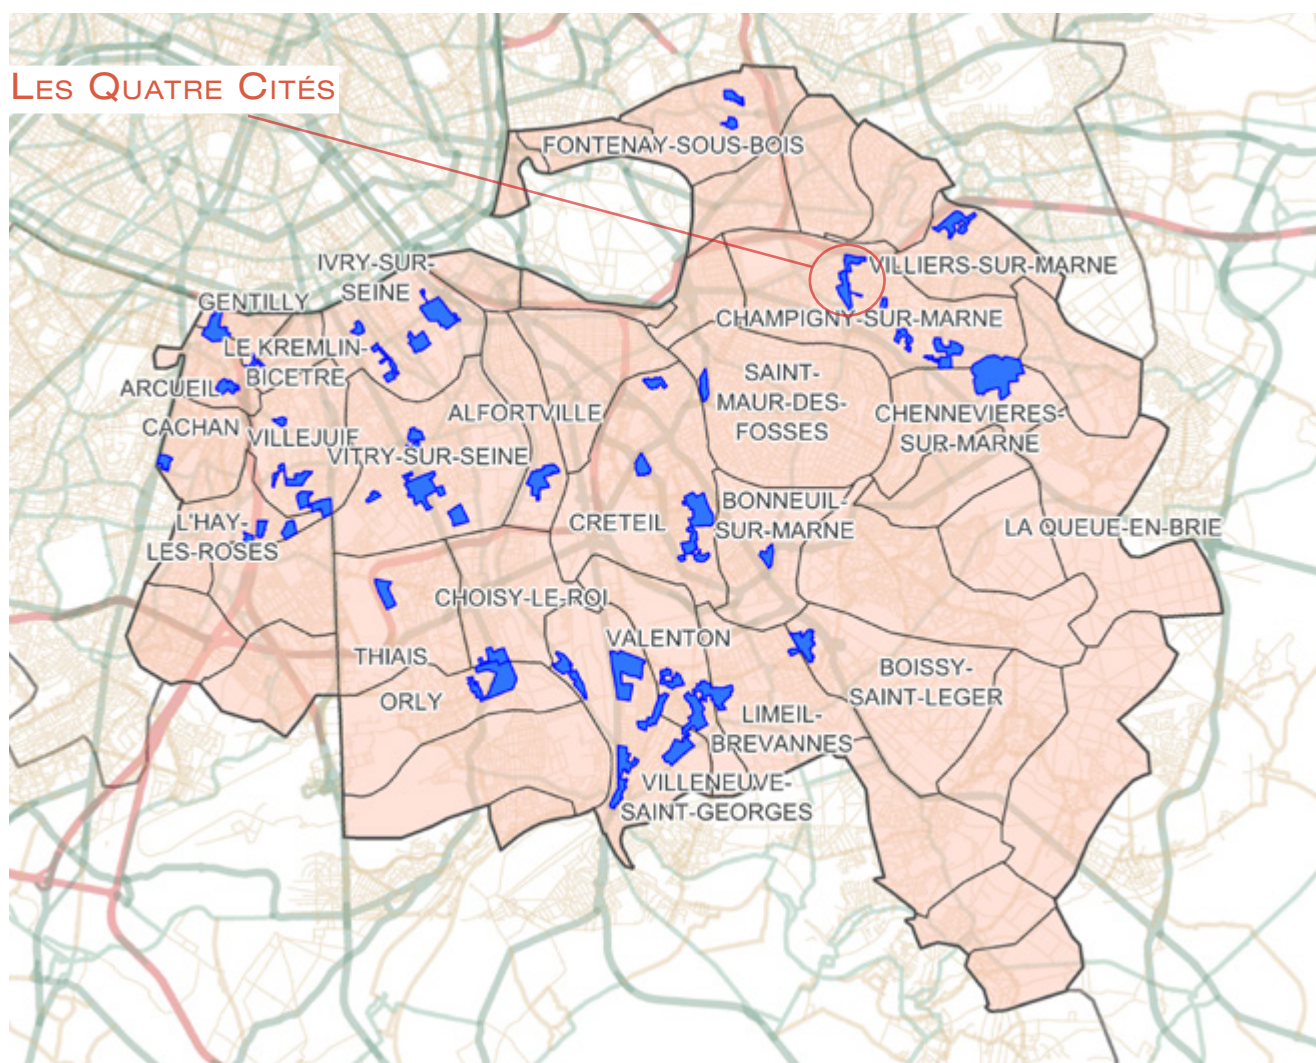 LES QUATRE CITÉS
FONTENAY-SOUS-BOIS
IVRY-SUR-
SEINE
VILLIERS-SUR-MARNE
GENTILLY
CHAMPIGNY-SUR-MARNE
LE KREMLIN-
BICETRE
ARCUEIL
SAINT-
MAUR-DES-
FOSSES
ALFORTVILLE
CHENNEVIERES-
SUR-MARNE
CACHAN
VILLEJUIF
VITRY-SUR-SEINE
BONNEUIL-
SUR-MARNE
L'HAY-
LES-ROSES
CRETEIL
LA QUEUE-EN-BRIE
CHOISY-LE-ROI
VALENTON
THIAIS
BOISSY-
SAINT-LEGER
ORLY
LIMEIL-
BREVANNES
VILLENEUVE-
SAINT-GEORGES